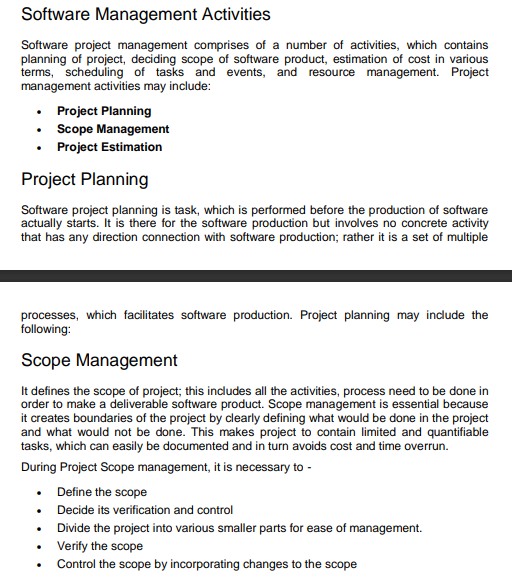 Software Management Activities
Software project management comprises of a number of activities, which contains
planning of project, deciding scope of software product, estimation of cost in various
terms, scheduling of tasks and events, and resource management. Project
management activities may include:
• Project Planning
• Scope Management
• Project Estimation
Project Planning
Software project planning is task, which is performed before the production of software
actually starts. It is there for the software production but involves no concrete activity
that has any direction connection with software production; rather it is a set of multiple
processes, which facilitates software production. Project planning may include the
following:
Scope Management
It defines the scope of project; this includes all the activities, process need to be done in
order to make a deliverable software product. Scope management is essential because
it creates boundaries of the project by clearly defining what would be done in the project
and what would not be done. This makes project to contain limited and quantifiable
tasks, which can easily be documented and in turn avoids cost and time overrun.
During Project Scope management, it is necessary to -
• Define the scope
• Decide its verification and control
• Divide the project into various smaller parts for ease of management.
• Verify the scope
• Control the scope by incorporating changes to the scope